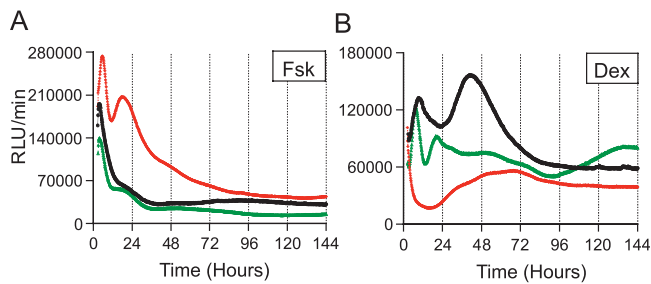 A
B
280000
210000
140000
70000
0
RLU/min
Fsk
0 24 48 72 96 120 144
Time (Hours)
180000
120000
60000
0
Dex
0 24 48 72 96 120 144
Time (Hours)